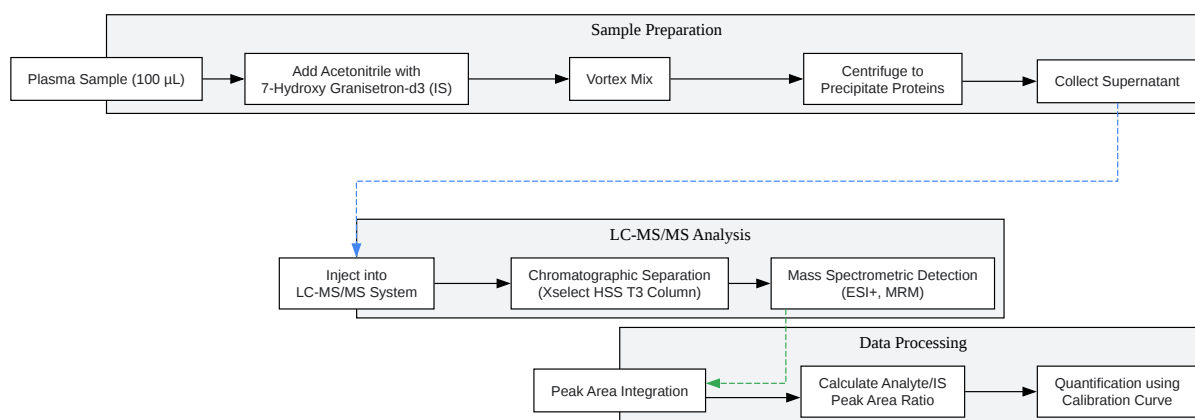 Sample Preparation
Plasma Sample (100 µL)
Add Acetonitrile with
7-Hydroxy Granisetron-d3 (IS)
Vortex Mix
Centrifuge to
Precipitate Proteins
Collect Supernatant
LC-MS/MS Analysis
Inject into
LC-MS/MS System
Chromatographic Separation
(Xselect HSS T3 Column)
Mass Spectrometric Detection
(ESI+, MRM)
Data Processing
Peak Area Integration
Calculate Analyte/IS
Peak Area Ratio
Quantification using
Calibration Curve